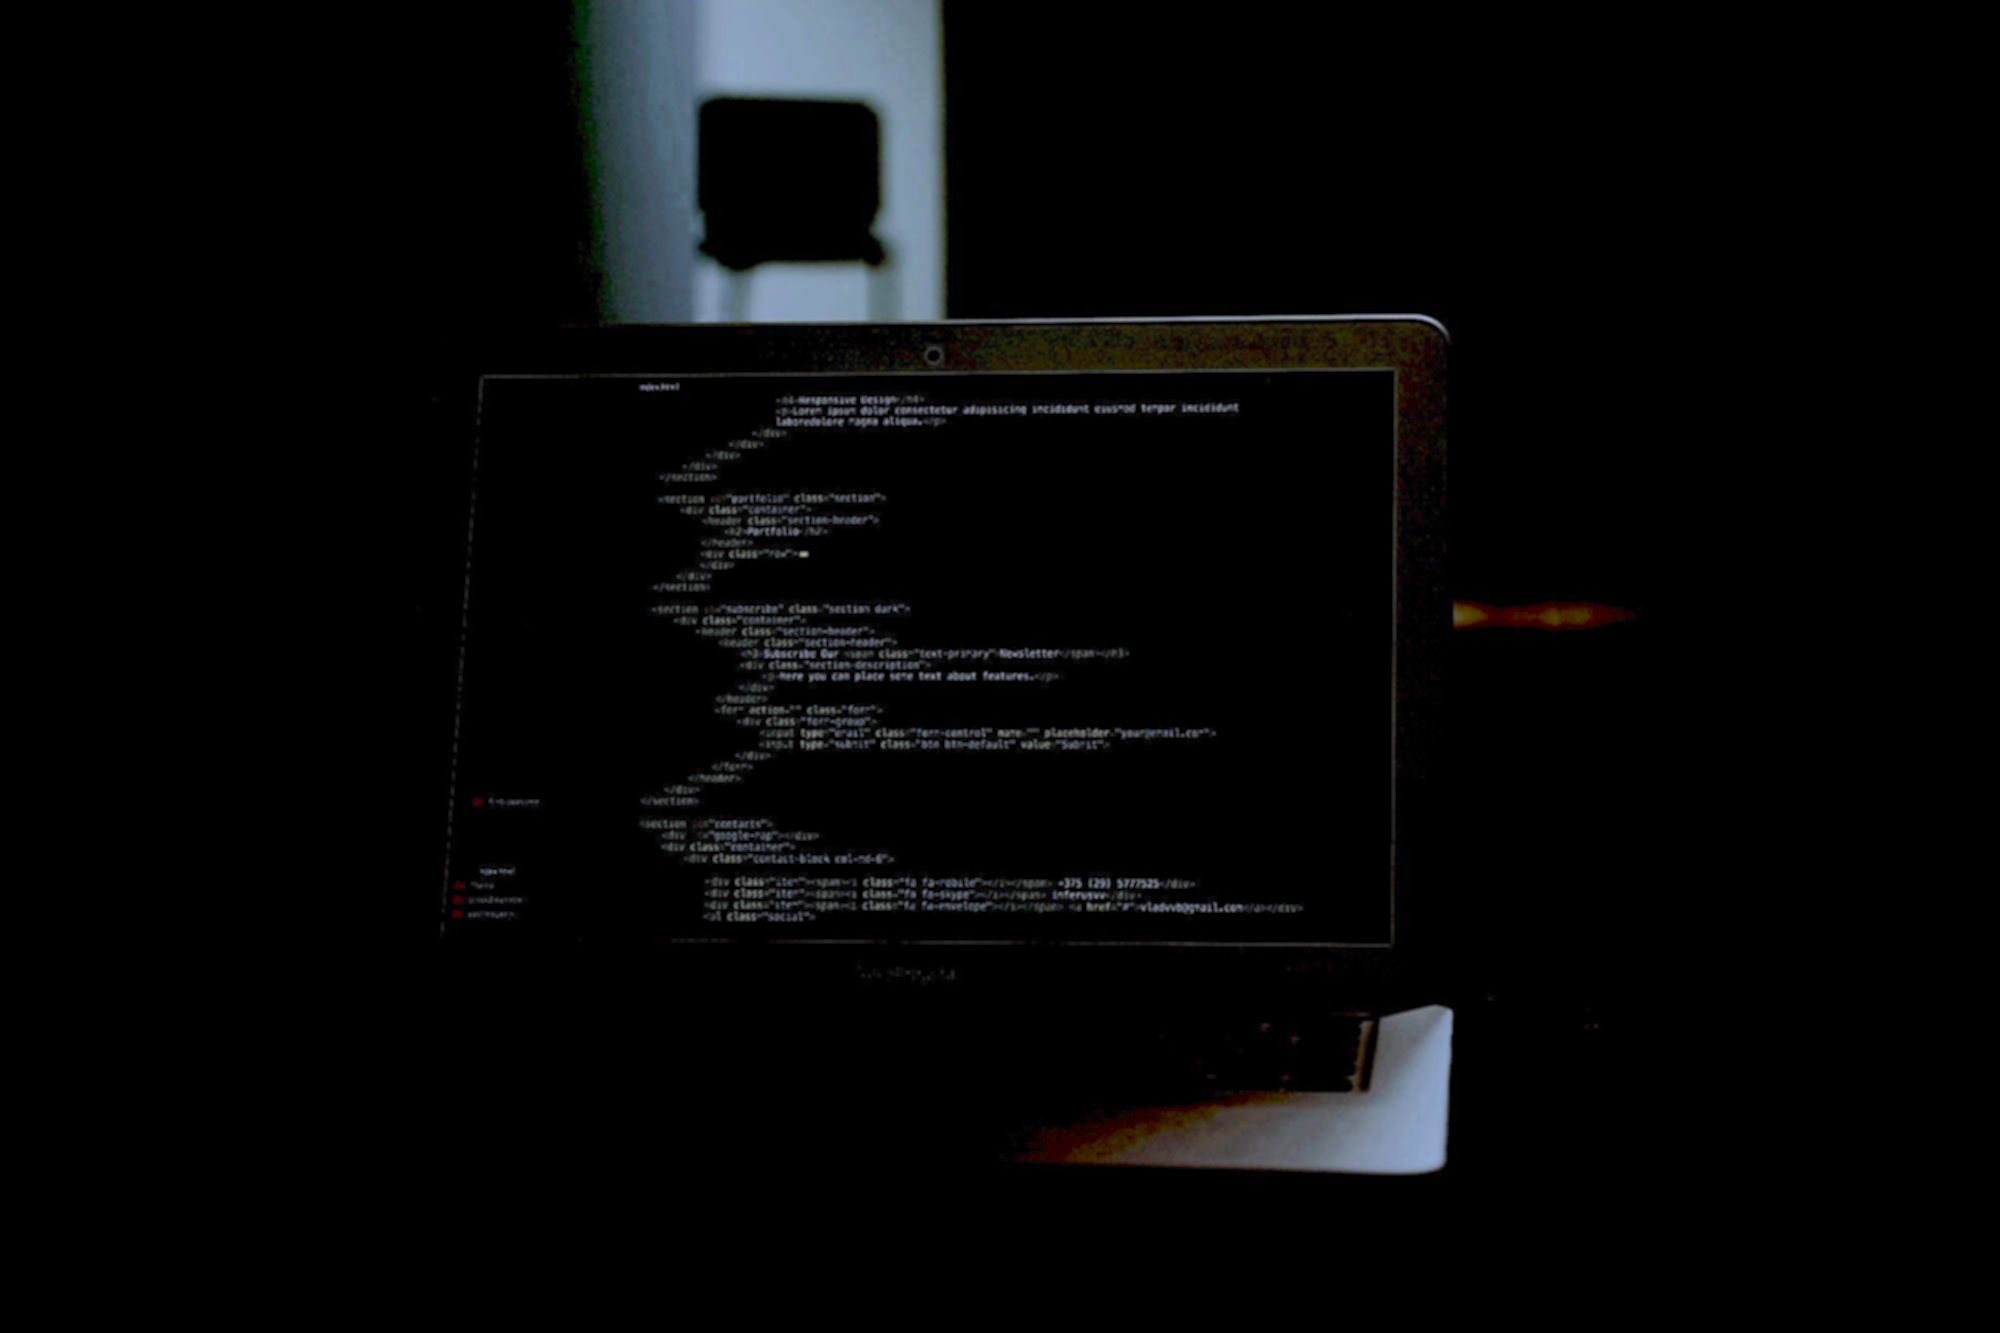 index.html
<h4>Responsive Design</h4>
<p>Lorem ipsum dolor consectetur adipisicing incididunt eiusmod tempor incididunt
laboredolore magna aliqua.</p>
</div>
</div>
</div>
</div>
</section>
<section id="portfolio" class="section">
<div class="container">
<header class="section-header">
<h2>Portfolio</h2>
</header>
<div class="row">
</div>
</div>
</section>
<section id="subscribe" class="section dark">
<div class="container">
<header class="section-header">
<header class="section-header">
<h3>Subscribe Our <span class="text-primary">Newsletter</span></h3>
<div class="section-description">
<p>Here you can place some text about features.</p>
</div>
</header>
<form action="" class="form">
<div class="form-group">
<input type="email" class="form-control" name="" placeholder="your@email.com">
<input type="submit" class="btn btn-default" value="Submit">
</div>
</form>
</header>
</div>
</section>
<section id="contacts">
<div id="google-map"></div>
<div class="container">
<div class="contact-block col-md-6">
<div class="item"><span><i class="fa fa-mobile"></i></span> +375 (29) 5777525</div>
<div class="item"><span><i class="fa fa-skype"></i></span> inferusvv</div>
<div class="item"><span><i class="fa fa-envelope"></i></span> <a href="#">vladvvb@gmail.com</a></div>
<ul class="social">
index.html